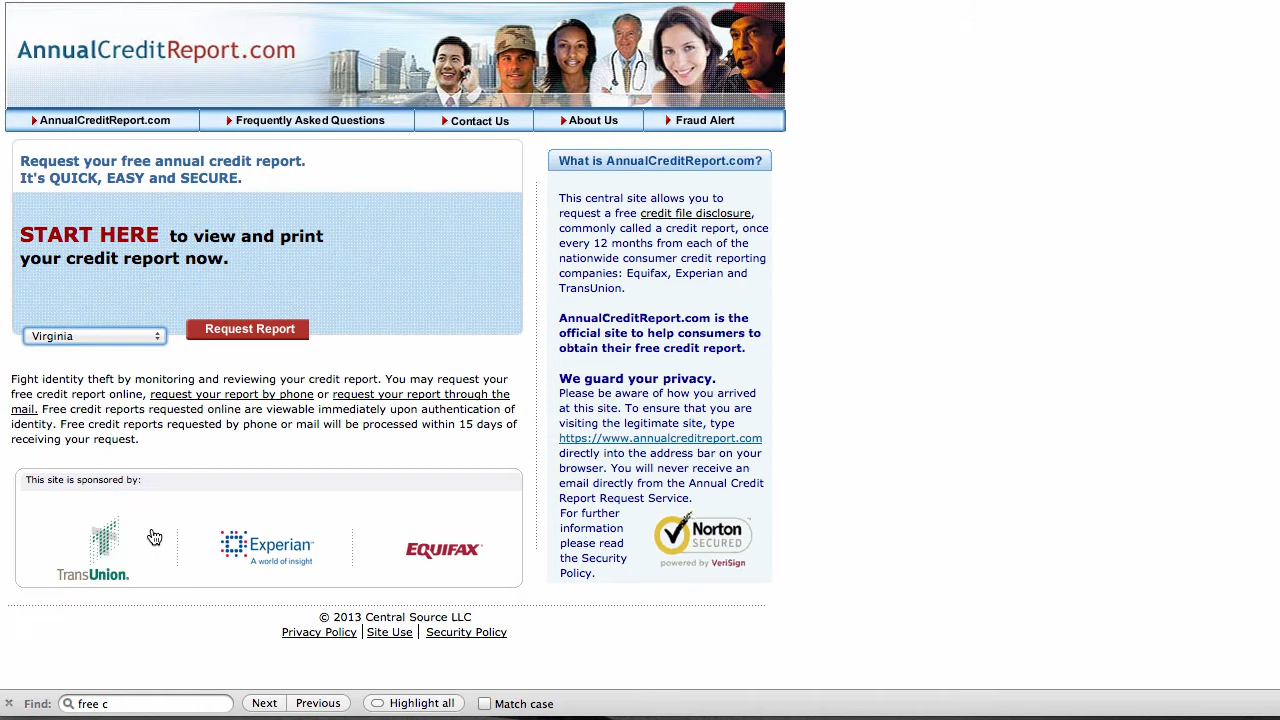 AnnualCreditReport.com
AnnualCreditReport.com Frequently Asked Questions Contact Us About Us Fraud Alert
Request your free annual credit report.
It's QUICK, EASY and SECURE.
START HERE to view and print
your credit report now.
Virginia Request Report
Fight identity theft by monitoring and reviewing your credit report. You may request your
free credit report online, request your report by phone or request your report through the
mail. Free credit reports requested online are viewable immediately upon authentication of
identity. Free credit reports requested by phone or mail will be processed within 15 days of
receiving your request.
This site is sponsored by:
TransUnion.
Experian
A world of insight
EQUIFAX
What is AnnualCreditReport.com?
This central site allows you to
request a free credit file disclosure,
commonly called a credit report, once
every 12 months from each of the
nationwide consumer credit reporting
companies: Equifax, Experian and
TransUnion.
AnnualCreditReport.com is the
official site to help consumers to
obtain their free credit report.
We guard your privacy.
Please be aware of how you arrived
at this site. To ensure that you are
visiting the legitimate site, type
https://www.annualcreditreport.com
directly into the address bar on your
browser. You will never receive an
email directly from the Annual Credit
Report Request Service.
For further
information
please read
the Security
Policy.
Norton
SECURED
powered by VeriSign
© 2013 Central Source LLC
Privacy Policy | Site Use | Security Policy
Find: free c Next Previous Highlight all Match case